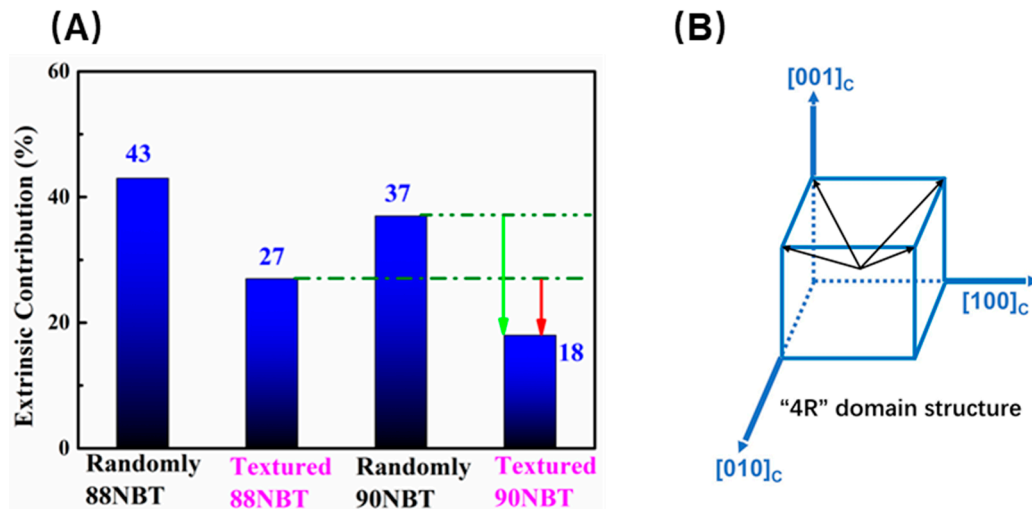 (A)
Extrinsic Contribution (%)
60
40
20
0
43
27
37
18
Randomly
88NBT
Textured
88NBT
Randomly
90NBT
Textured
90NBT
(B)
[001]C
[100]C
[010]C
“4R” domain structure